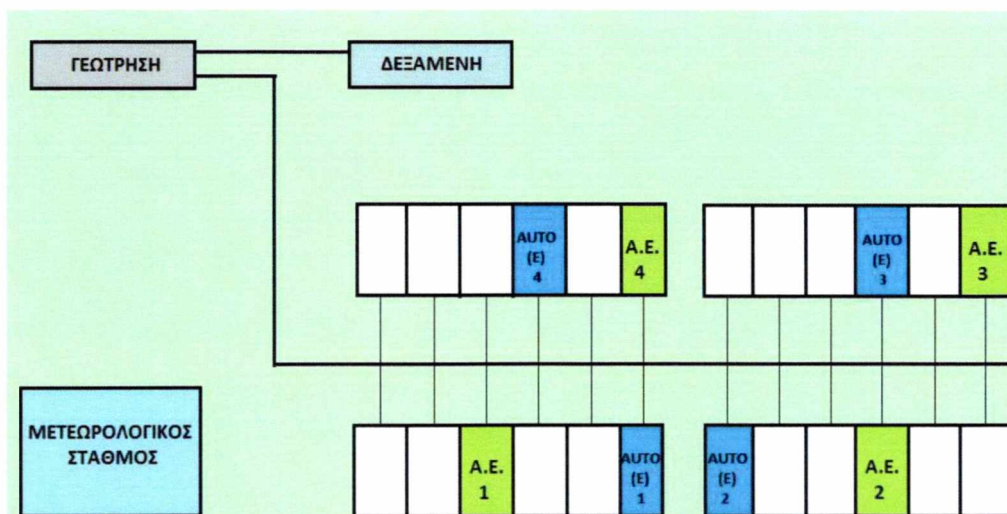 ΓΕΩΤΡΗΣΗ
ΔΕΞΑΜΕΝΗ
AUTO
(E)
4
Α.Ε.
4
AUTO
(E)
3
Α.Ε.
3
ΜΕΤΕΩΡΟΛΟΓΙΚΟΣ
ΣΤΑΘΜΟΣ
Α.Ε.
1
AUTO
(E)
1
AUTO
(E)
2
Α.Ε.
2